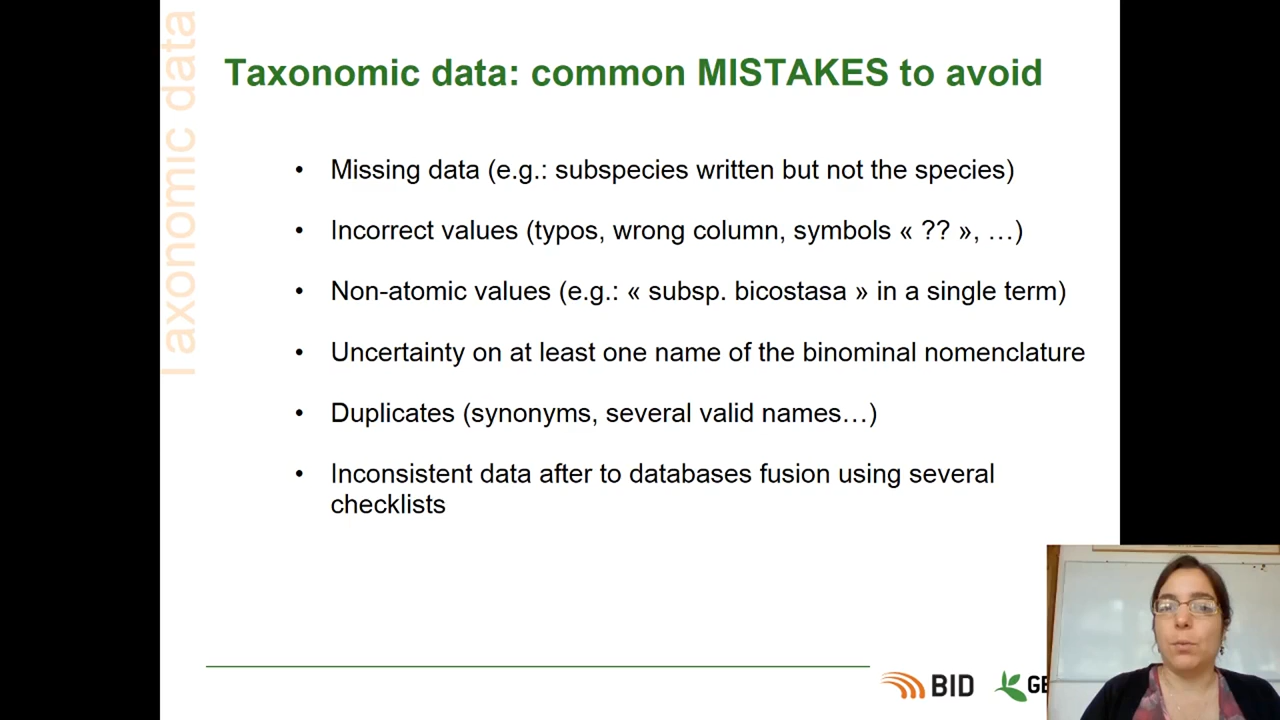 Taxonomic data
Taxonomic data: common MISTAKES to avoid
• Missing data (e.g.: subspecies written but not the species)
• Incorrect values (typos, wrong column, symbols « ?? », …)
• Non-atomic values (e.g.: « subsp. bicostasa » in a single term)
• Uncertainty on at least one name of the binominal nomenclature
• Duplicates (synonyms, several valid names…)
• Inconsistent data after to databases fusion using several
checklists
BID